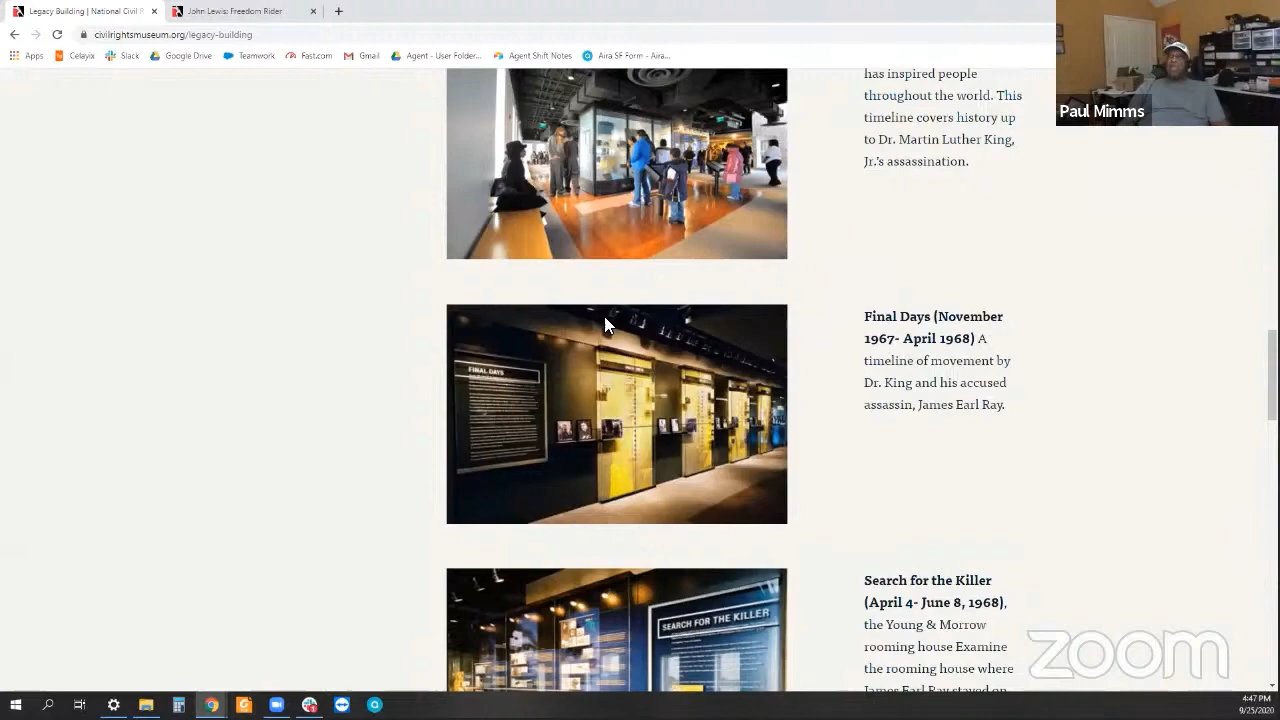 Legacy Building | National Civil R
John Lewis: Freedom Rider
civilrightsmuseum.org/legacy-building
Apps
Celayix
Slack
Google Drive
Teamwork
Fast.com
Gmail
Agent - User Folder...
Agent Shift Notes
Aira SF Form - Aira...
Paul Mimms
has inspired people
throughout the world. This
timeline covers history up
to Dr. Martin Luther King,
Jr.'s assassination.
FINAL DAYS
Final Days (November
1967- April 1968) A
timeline of movement by
Dr. King and his accused
assassin, James Earl Ray.
SEARCH FOR THE KILLER
Search for the Killer
(April 4- June 8, 1968),
the Young & Morrow
rooming house Examine
the rooming house where
James Earl Ray stayed on
zoom
4:47 PM
9/25/2020